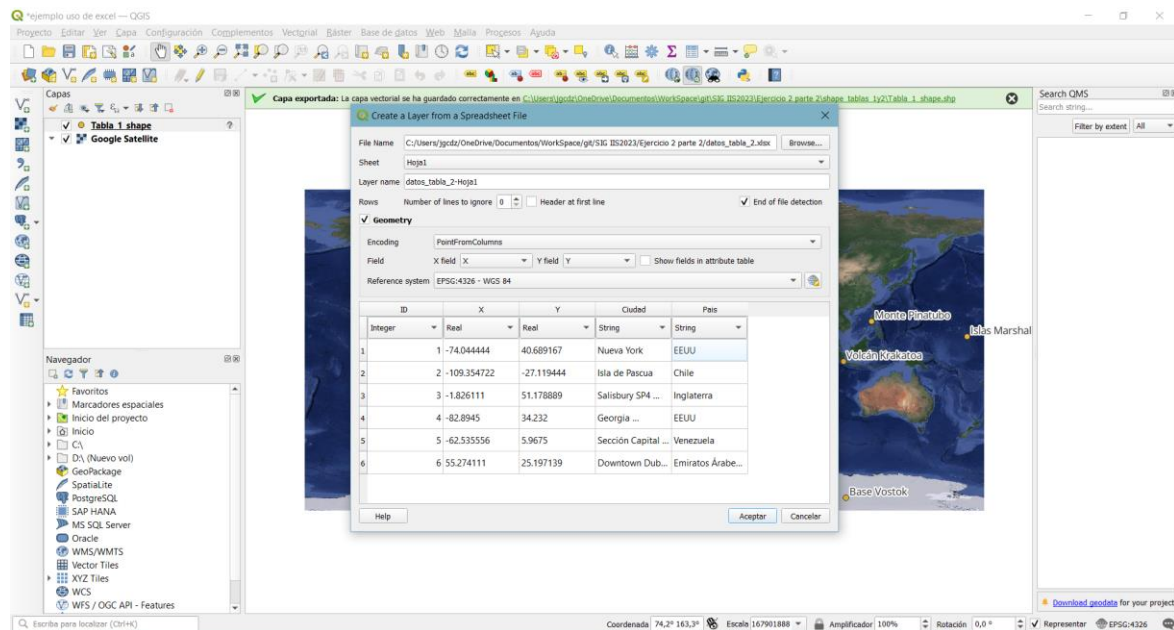 *ejemplo uso de excel — QGIS
Proyecto Editar Ver Capa Configuración Complementos Vectorial Ráster Base de datos Web Malla Procesos Ayuda
Capas
Tabla 1 shape
Google Satellite
Navegador
Favoritos
Marcadores espaciales
Inicio del proyecto
Inicio
C:\
D:\ (Nuevo vol)
GeoPackage
SpatiaLite
PostgreSQL
SAP HANA
MS SQL Server
Oracle
WMS/WMTS
Vector Tiles
XYZ Tiles
WCS
WFS / OGC API - Features
Capa exportada: La capa vectorial se ha guardado correctamente en C:\Users\jgcdz\OneDrive\Documentos\WorkSpace\git\SIG IIS2023\Ejercicio 2 parte 2\shape_tablas_1y2\Tabla_1_shape.shp
Create a Layer from a Spreadsheet File
File Name C:/Users/jgcdz/OneDrive/Documentos/WorkSpace/git/SIG IIS2023/Ejercicio 2 parte 2/datos_tabla_2.xlsx Browse...
Sheet Hoja1
Layer name datos_tabla_2-Hoja1
Rows Number of lines to ignore 0 Header at first line End of file detection
Geometry
Encoding PointFromColumns
Field X field X Y field Y Show fields in attribute table
Reference system EPSG:4326 - WGS 84
ID X Y Ciudad Pais
Integer Real Real String String
1 1 -74.044444 40.689167 Nueva York EEUU
2 2 -109.354722 -27.119444 Isla de Pascua Chile
3 3 -1.826111 51.178889 Salisbury SP4 ... Inglaterra
4 4 -82.8945 34.232 Georgia ... EEUU
5 5 -62.535556 5.9675 Sección Capital ... Venezuela
6 6 55.274111 25.197139 Downtown Dub... Emiratos Árabe...
Help Aceptar Cancelar
Monte Pinatubo
Islas Marshal
Volcán Krakatoa
Base Vostok
Search QMS
Search string...
Filter by extent All
Download geodata for your project
Escriba para localizar (Ctrl+K)
Coordenada 74,2° 163,3° Escala 167901888 Amplificador 100% Rotación 0,0 ° Representar EPSG:4326